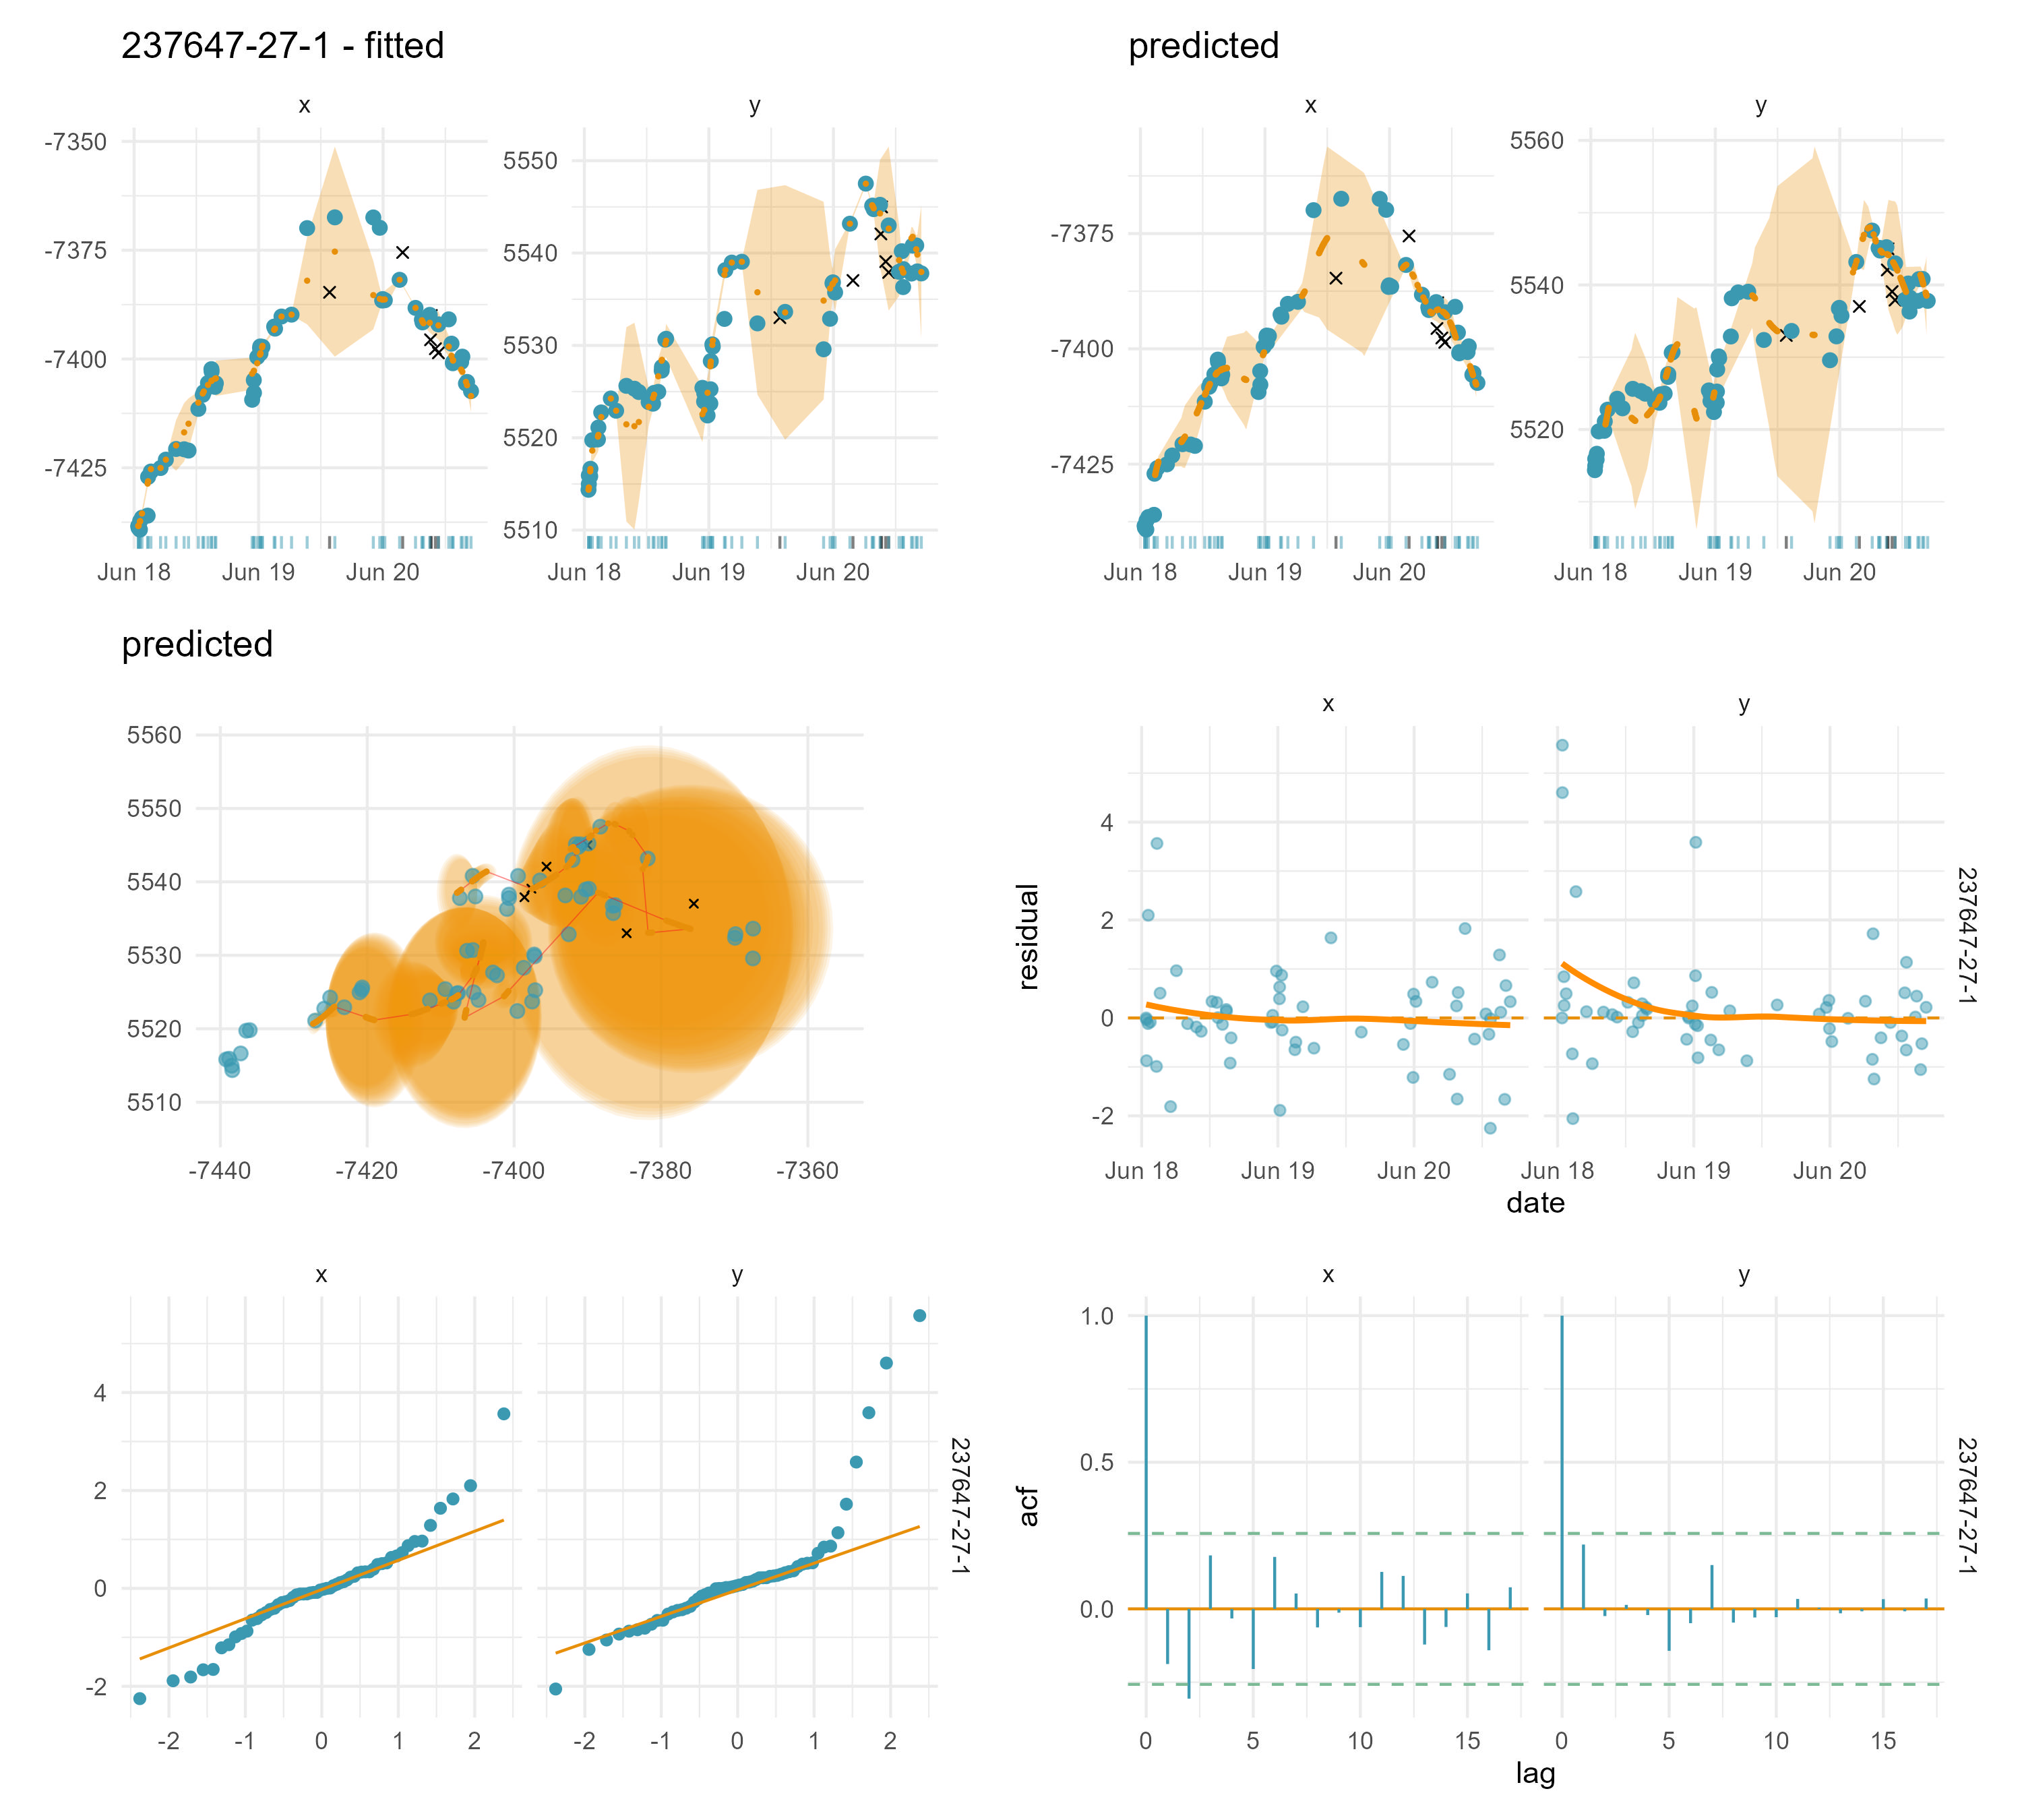 237647-27-1 - fitted
x
y
-7350
-7375
-7400
-7425
5550
5540
5530
5520
5510
Jun 18
Jun 19
Jun 20
Jun 18
Jun 19
Jun 20
predicted
x
y
-7375
-7400
-7425
5560
5540
5520
Jun 18
Jun 19
Jun 20
Jun 18
Jun 19
Jun 20
predicted
5560
5550
5540
5530
5520
5510
-7440
-7420
-7400
-7380
-7360
x
y
residual
4
2
0
-2
237647-27-1
Jun 18
Jun 19
Jun 20
Jun 18
Jun 19
Jun 20
date
x
y
4
2
0
-2
237647-27-1
-2
-1
0
1
2
-2
-1
0
1
2
x
y
acf
1.0
0.5
0.0
237647-27-1
0
5
10
15
0
5
10
15
lag